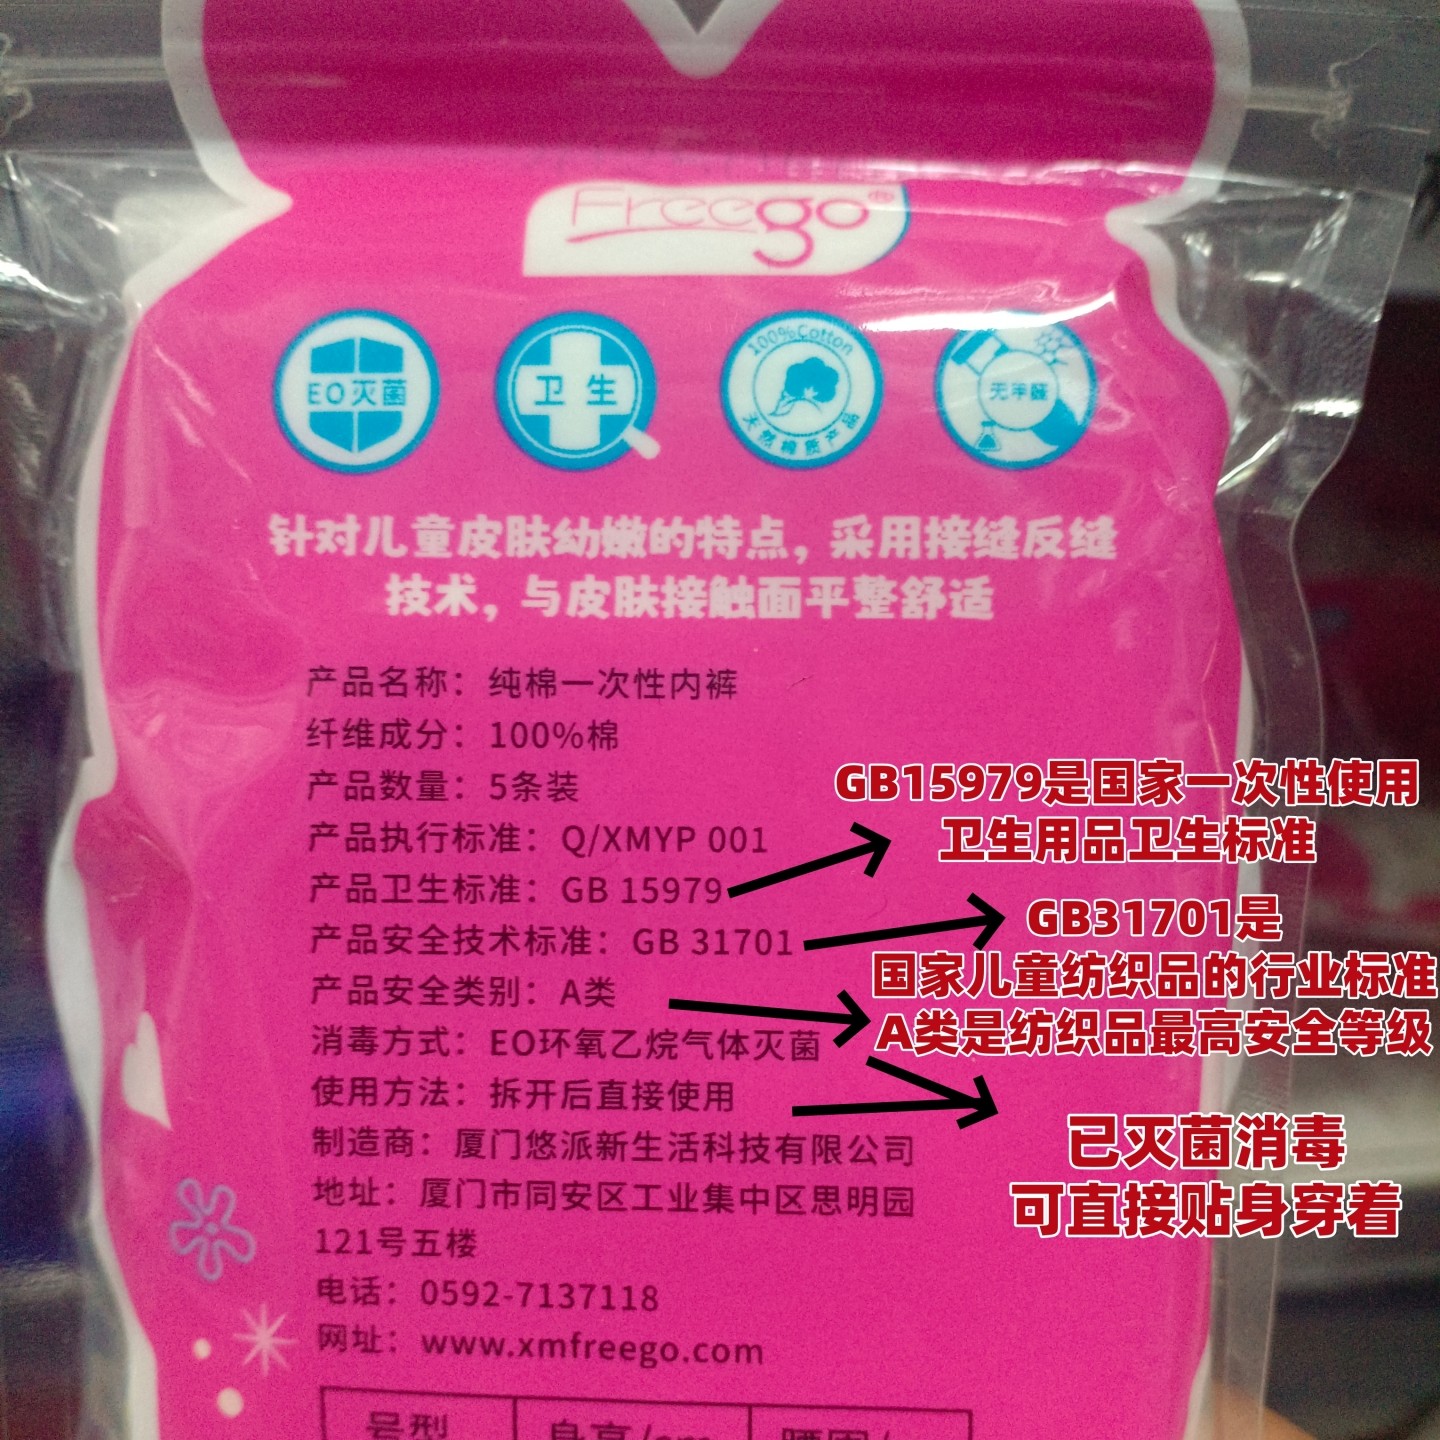 Freego®
EO灭菌
卫生
100%Cotton
天然棉质产品
无甲醛
针对儿童皮肤幼嫩的特点，采用接缝反缝
技术，与皮肤接触面平整舒适
产品名称：纯棉一次性内裤
纤维成分：100%棉
产品数量：5条装
产品执行标准：Q/XMYP 001
产品卫生标准：GB 15979
产品安全技术标准：GB 31701
产品安全类别：A类
消毒方式：EO环氧乙烷气体灭菌
使用方法：拆开后直接使用
制造商：厦门悠派新生活科技有限公司
地址：厦门市同安区工业集中区思明园
121号五楼
电话：0592-7137118
网址：www.xmfreego.com
号型 身高/cm 腰围/
GB15979是国家一次性使用
卫生用品卫生标准
GB31701是
国家儿童纺织品的行业标准
A类是纺织品最高安全等级
已灭菌消毒
可直接贴身穿着